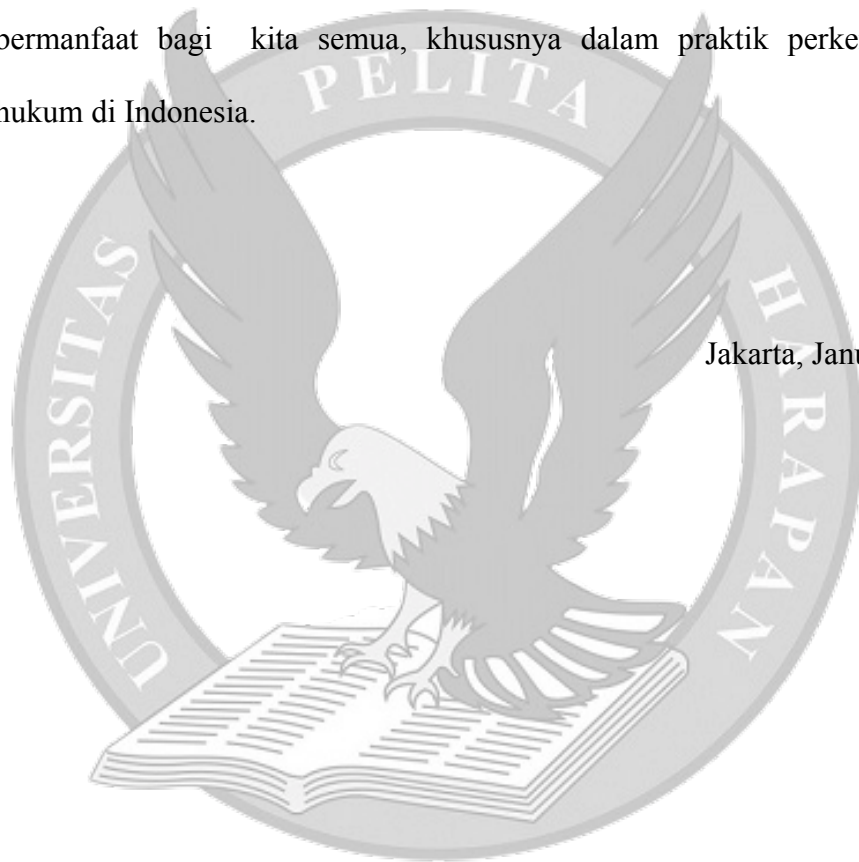 bermanfaat bagi kita semua, khususnya dalam praktik perke
hukum di Indonesia.
Jakarta, Janu
UNIVERSITAS PELITA HARAPAN